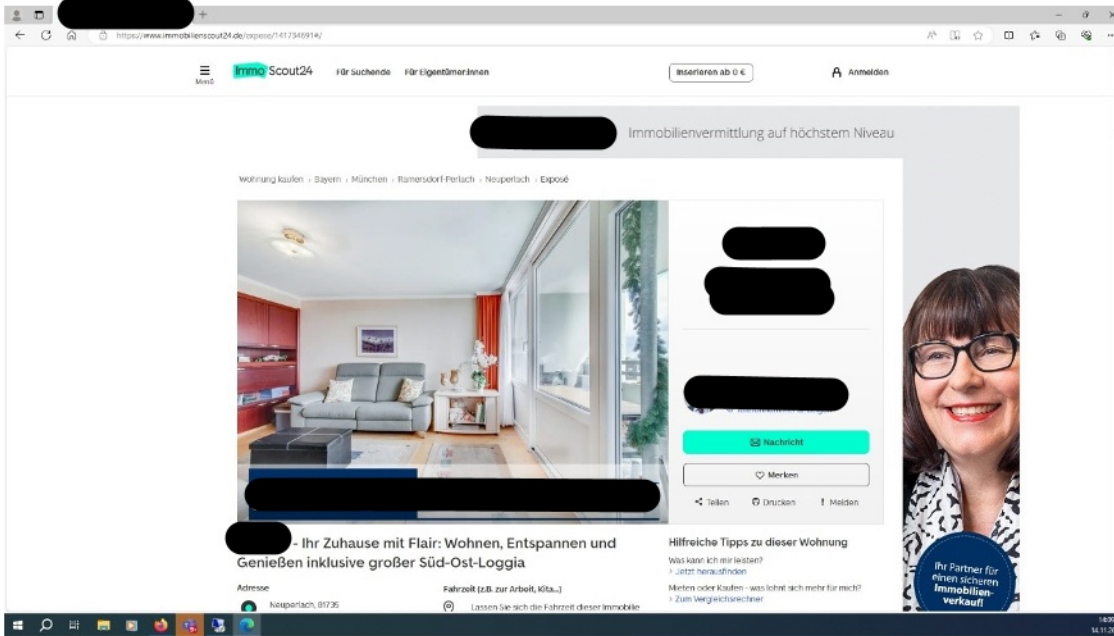 https://www.immobilienscout24.de/expose/141734691#/
Menü
ImmoScout24
Für Suchende
Für Eigentümer:innen
Inserieren ab 0 €
Anmelden
Immobilienvermittlung auf höchstem Niveau
Wohnung kaufen › Bayern › München › Ramersdorf-Perlach › Neuperlach › Exposé
Nachricht
Merken
Teilen
Drucken
Melden
- Ihr Zuhause mit Flair: Wohnen, Entspannen und
Genießen inklusive großer Süd-Ost-Loggia
Adresse
Neuperlach, 81735
Fahrzeit (z.B. zur Arbeit, Kita...)
Lassen Sie sich die Fahrzeit dieser Immobilie
Hilfreiche Tipps zu dieser Wohnung
Was kann ich mir leisten?
› Jetzt herausfinden
Mieten oder Kaufen - was lohnt sich mehr für mich?
› Zum Vergleichsrechner
Ihr Partner für
einen sicheren
Immobilien-
verkauf!